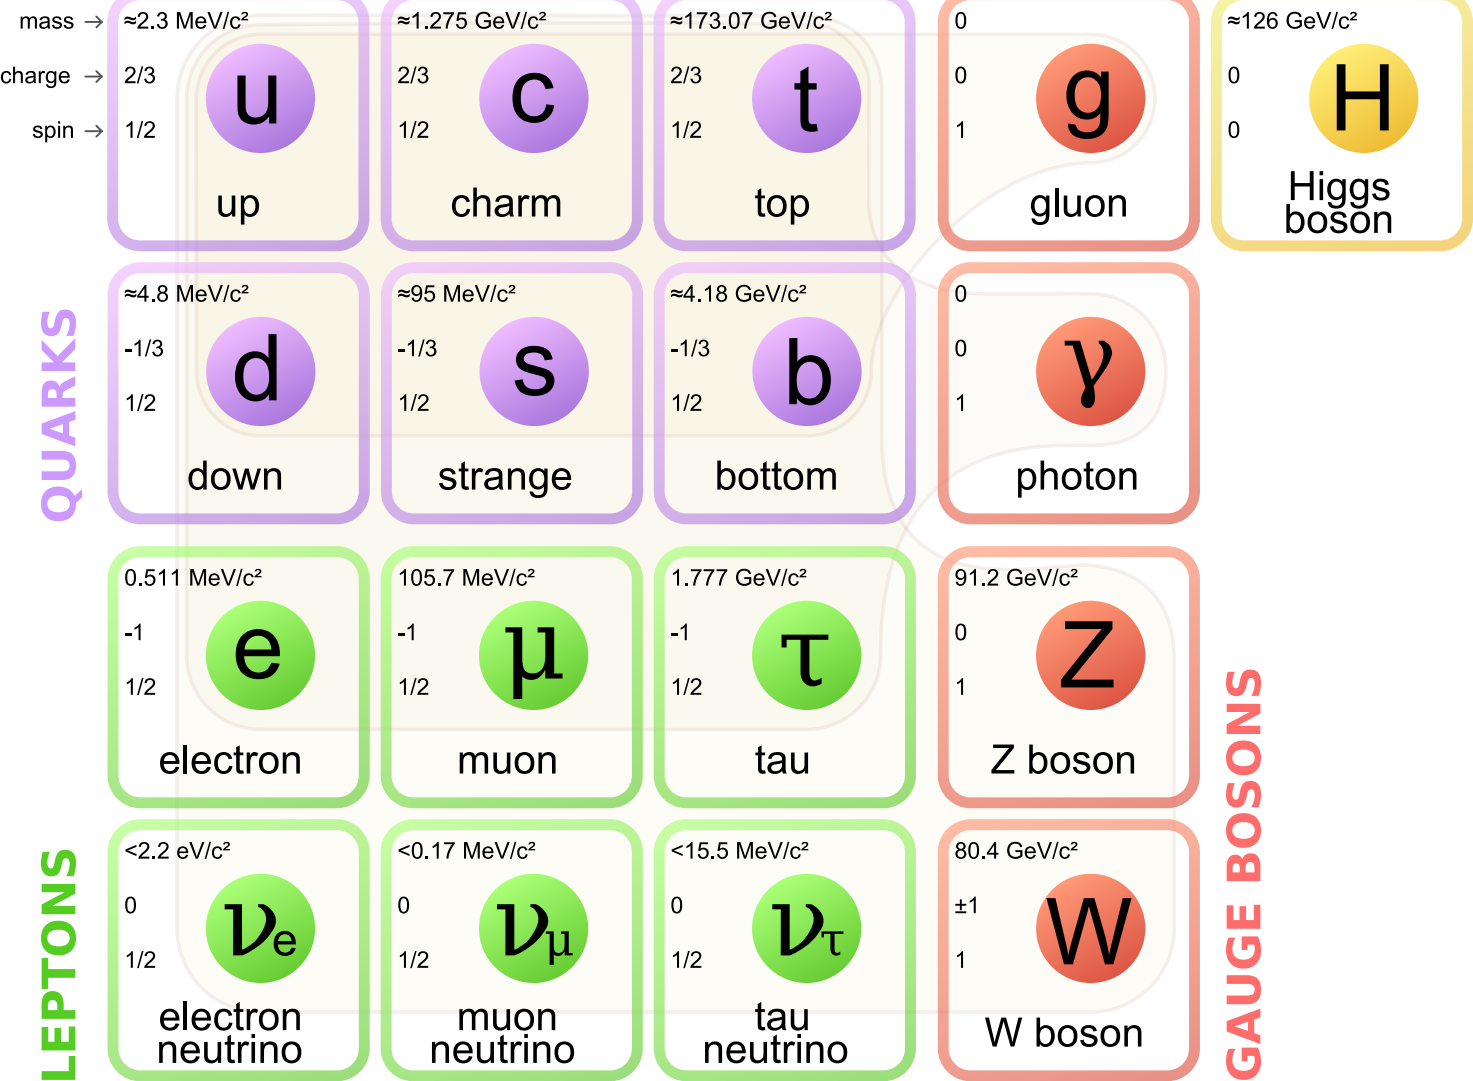 mass →
charge →
spin →
≈2.3 MeV/c²
2/3
1/2
u
up
≈1.275 GeV/c²
2/3
1/2
c
charm
≈173.07 GeV/c²
2/3
1/2
t
top
0
0
1
g
gluon
≈126 GeV/c²
0
0
H
Higgs
boson
QUARKS
≈4.8 MeV/c²
-1/3
1/2
d
down
≈95 MeV/c²
-1/3
1/2
s
strange
≈4.18 GeV/c²
-1/3
1/2
b
bottom
0
0
1
γ
photon
0.511 MeV/c²
-1
1/2
e
electron
105.7 MeV/c²
-1
1/2
μ
muon
1.777 GeV/c²
-1
1/2
τ
tau
91.2 GeV/c²
0
1
Z
Z boson
LEPTONS
<2.2 eV/c²
0
1/2
νe
electron
neutrino
<0.17 MeV/c²
0
1/2
νμ
muon
neutrino
<15.5 MeV/c²
0
1/2
ντ
tau
neutrino
80.4 GeV/c²
±1
1
W
W boson
GAUGE BOSONS